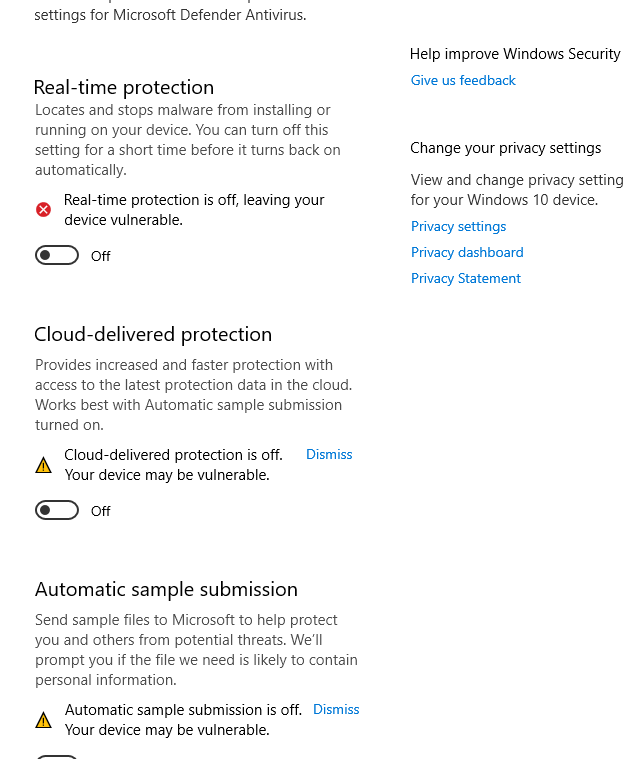 settings for Microsoft Defender Antivirus.
Real-time protection
Locates and stops malware from installing or
running on your device. You can turn off this
setting for a short time before it turns back on
automatically.
Real-time protection is off, leaving your
device vulnerable.
Off
Cloud-delivered protection
Provides increased and faster protection with
access to the latest protection data in the cloud.
Works best with Automatic sample submission
turned on.
Cloud-delivered protection is off. Dismiss
Your device may be vulnerable.
Off
Automatic sample submission
Send sample files to Microsoft to help protect
you and others from potential threats. We'll
prompt you if the file we need is likely to contain
personal information.
Automatic sample submission is off. Dismiss
Your device may be vulnerable.
Help improve Windows Security
Give us feedback
Change your privacy settings
View and change privacy setting
for your Windows 10 device.
Privacy settings
Privacy dashboard
Privacy Statement